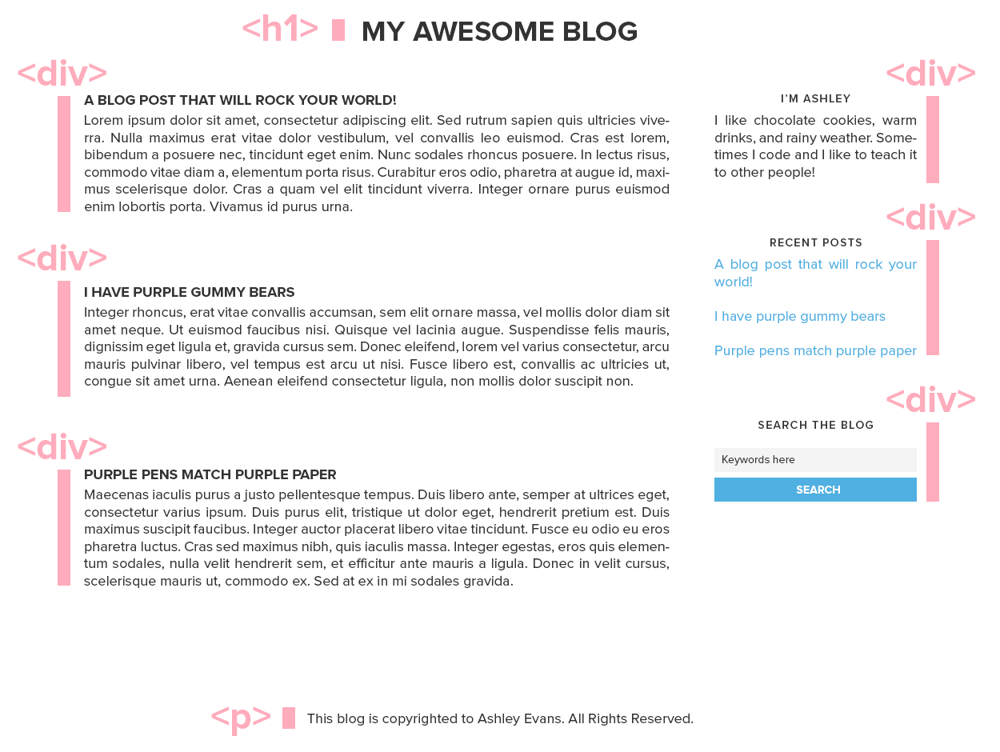 <h1> MY AWESOME BLOG
<div>
A BLOG POST THAT WILL ROCK YOUR WORLD!
Lorem ipsum dolor sit amet, consectetur adipiscing elit. Sed rutrum sapien quis ultricies vive-
rra. Nulla maximus erat vitae dolor vestibulum, vel convallis leo euismod. Cras est lorem,
bibendum a posuere nec, tincidunt eget enim. Nunc sodales rhoncus posuere. In lectus risus,
commodo vitae diam a, elementum porta risus. Curabitur eros odio, pharetra at augue id, maxi-
mus scelerisque dolor. Cras a quam vel elit tincidunt viverra. Integer ornare purus euismod
enim lobortis porta. Vivamus id purus urna.
<div>
I HAVE PURPLE GUMMY BEARS
Integer rhoncus, erat vitae convallis accumsan, sem elit ornare massa, vel mollis dolor diam sit
amet neque. Ut euismod faucibus nisi. Quisque vel lacinia augue. Suspendisse felis mauris,
dignissim eget ligula et, gravida cursus sem. Donec eleifend, lorem vel varius consectetur, arcu
mauris pulvinar libero, vel tempus est arcu ut nisi. Fusce libero est, convallis ac ultricies ut,
congue sit amet urna. Aenean eleifend consectetur ligula, non mollis dolor suscipit non.
<div>
PURPLE PENS MATCH PURPLE PAPER
Maecenas iaculis purus a justo pellentesque tempus. Duis libero ante, semper at ultrices eget,
consectetur varius ipsum. Duis purus elit, tristique ut dolor eget, hendrerit pretium est. Duis
maximus suscipit faucibus. Integer auctor placerat libero vitae tincidunt. Fusce eu odio eu eros
pharetra luctus. Cras sed maximus nibh, quis iaculis massa. Integer egestas, eros quis elemen-
tum sodales, nulla velit hendrerit sem, et efficitur ante mauris a ligula. Donec in velit cursus,
scelerisque mauris ut, commodo ex. Sed at ex in mi sodales gravida.
<div>
I'M ASHLEY
I like chocolate cookies, warm
drinks, and rainy weather. Some-
times I code and I like to teach it
to other people!
<div>
RECENT POSTS
A blog post that will rock your
world!
I have purple gummy bears
Purple pens match purple paper
<div>
SEARCH THE BLOG
Keywords here
SEARCH
<p> This blog is copyrighted to Ashley Evans. All Rights Reserved.